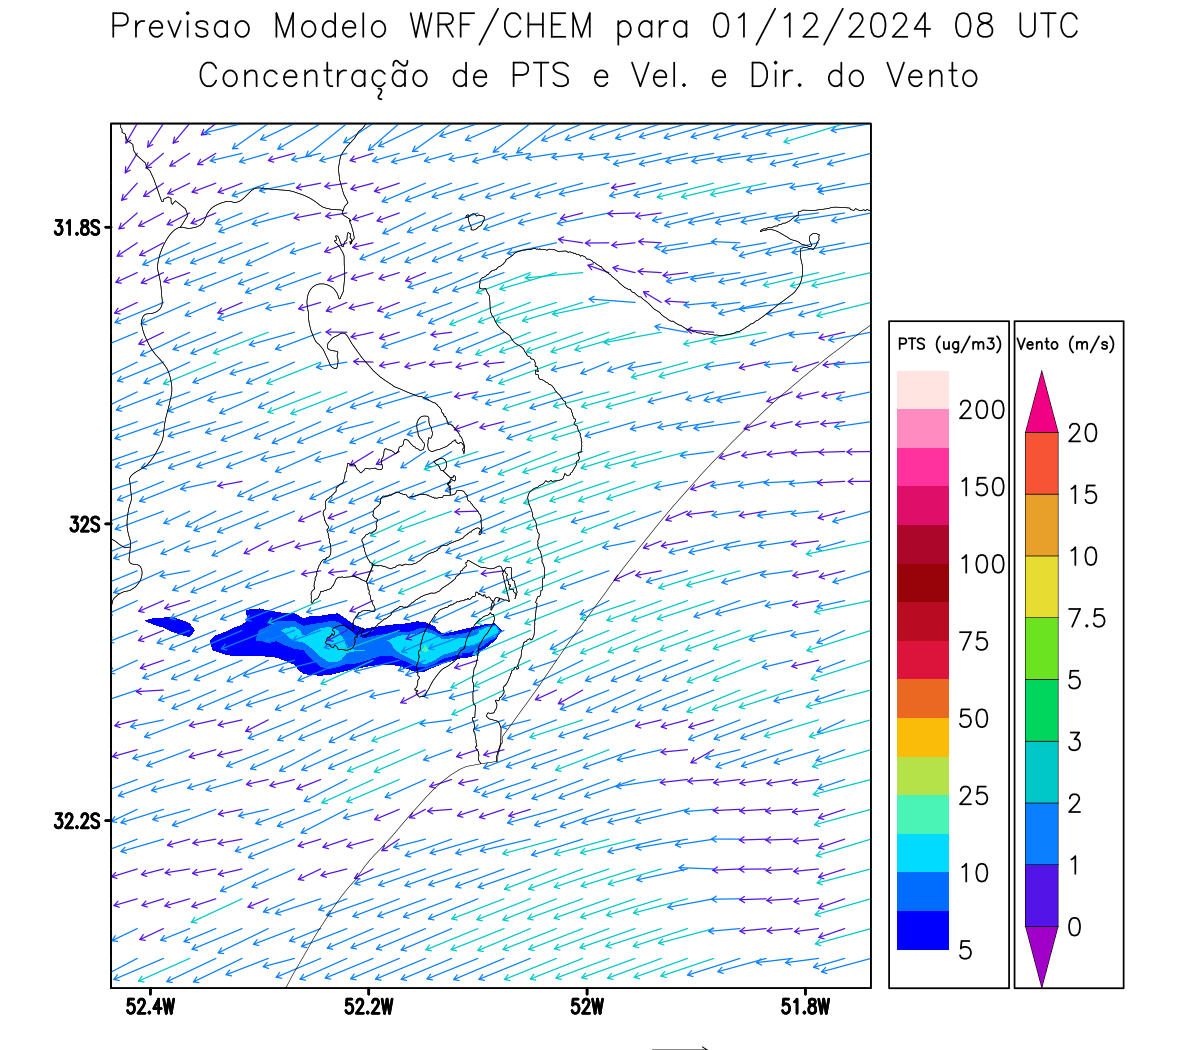 Previsao Modelo WRF/CHEM para 01/12/2024 08 UTC
Concentração de PTS e Vel. e Dir. do Vento
31.8S
32S
32.2S
52.4W 52.2W 52W 51.8W
PTS (ug/m3)
200
150
100
75
50
25
10
5
Vento (m/s)
20
15
10
7.5
5
3
2
1
0